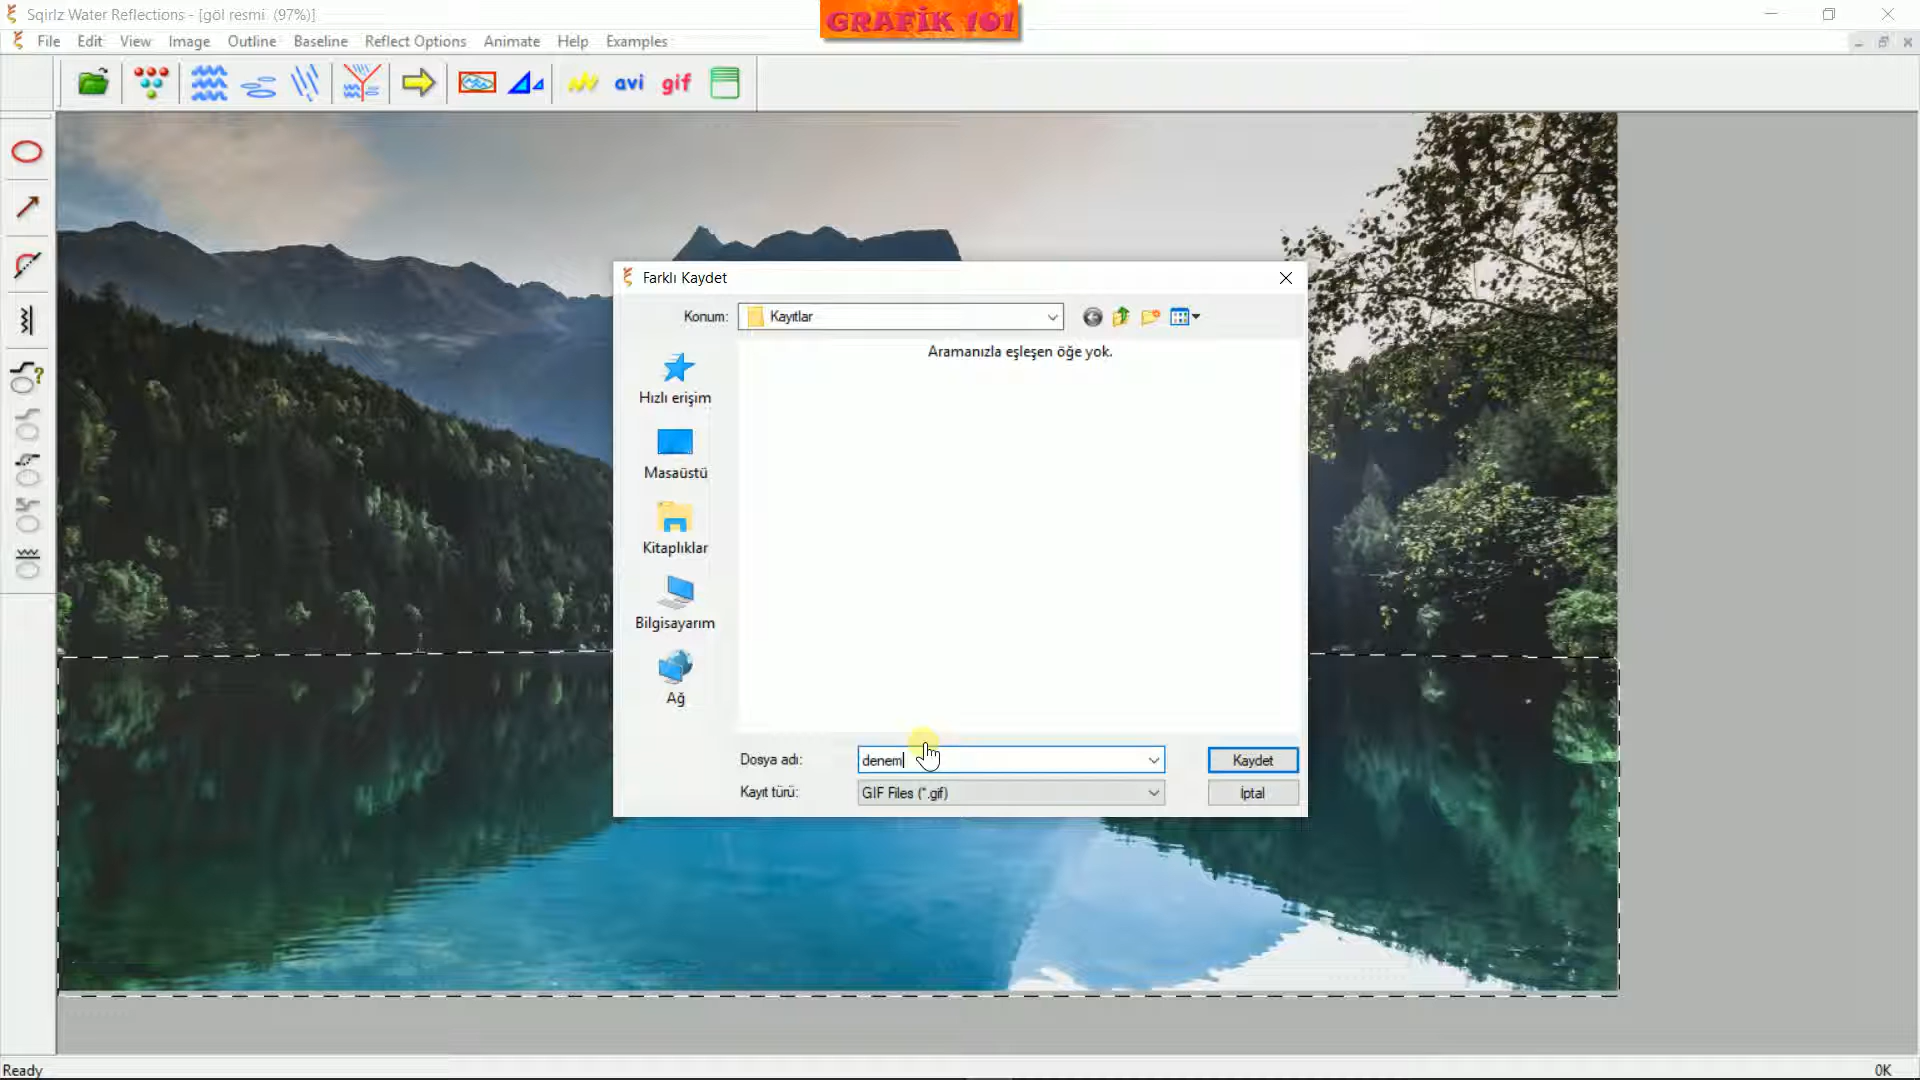 Sqirlz Water Reflections - [göl resmi (97%)]
GRAFİK 101
File Edit View Image Outline Baseline Reflect Options Animate Help Examples
avi gif
Farklı Kaydet
Konum: Kayıtlar
Aramanızla eşleşen öğe yok.
Hızlı erişim
Masaüstü
Kitaplıklar
Bilgisayarım
Ağ
Dosya adı: denem Kaydet
Kayıt türü: GIF Files (*.gif) İptal
Ready 0K